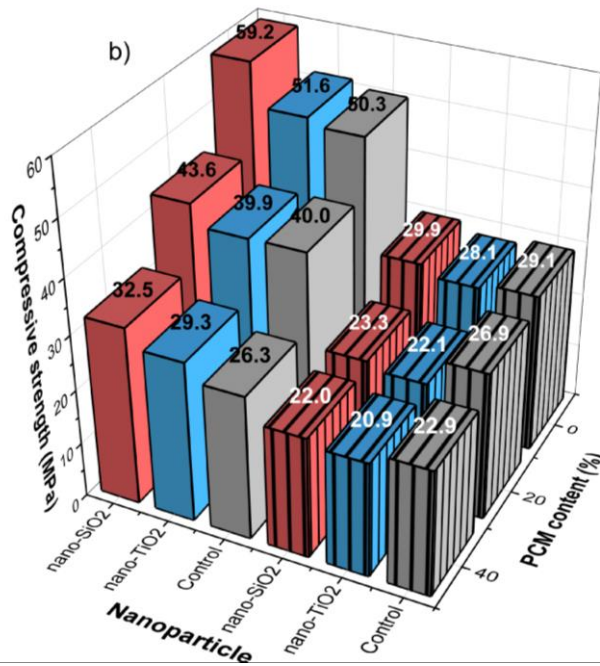 b)
59.2
51.6
50.3
43.6
39.9
40.0
32.5
29.3
26.3
29.9
28.1
29.1
23.3
22.1
26.9
22.0
20.9
22.9
60
50
40
30
20
10
0
Compressive strength (MPa)
nano-SiO2
nano-TiO2
Control
nano-SiO2
nano-TiO2
Control
Nanoparticle
0
20
40
PCM content (%)